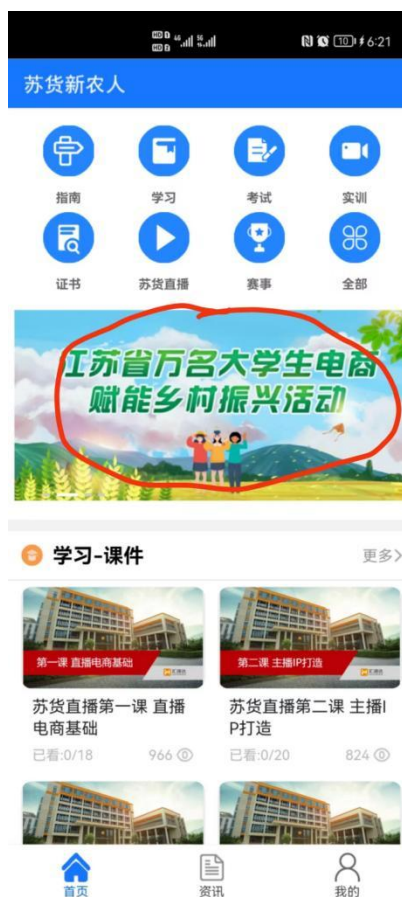 HD 4G 5G 10 6:21
苏货新农人
指南 学习 考试 实训
证书 苏货直播 赛事 全部
江苏省万名大学生电商
赋能乡村振兴活动
学习-课件 更多>
第一课 直播电商基础 第二课 主播IP打造
苏货直播第一课 直播 苏货直播第二课 主播I
电商基础 P打造
已看:0/18 966 已看:0/20 824
首页 资讯 我的